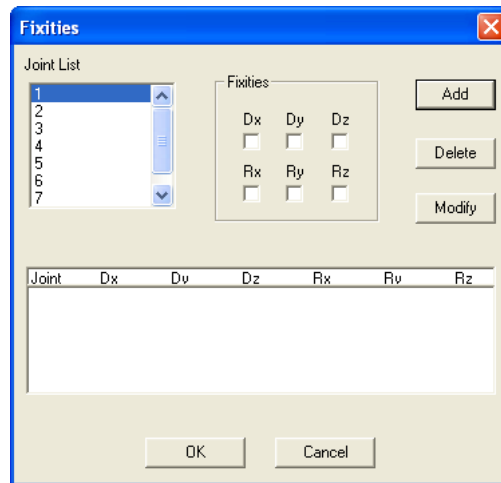 Fixities
Joint List
1
2
3
4
5
6
7
Fixities
Dx Dy Dz
Rx Ry Rz
Add
Delete
Modify
Joint Dx Dy Dz Rx Ry Rz
OK Cancel